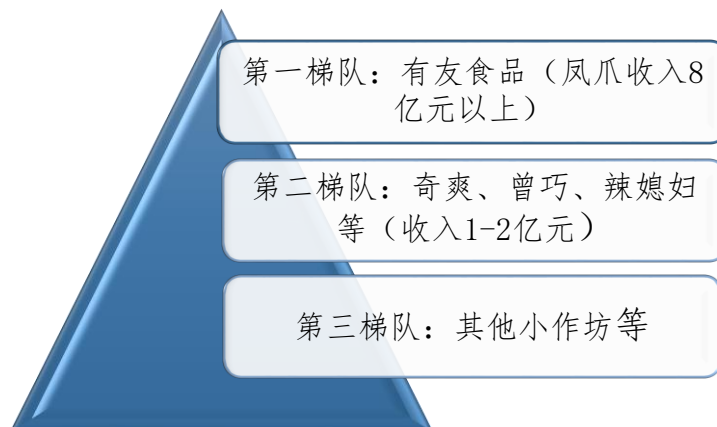 第一梯队：有友食品（凤爪收入8
亿元以上）
第二梯队：奇爽、曾巧、辣媳妇
等（收入1-2亿元）
第三梯队：其他小作坊等